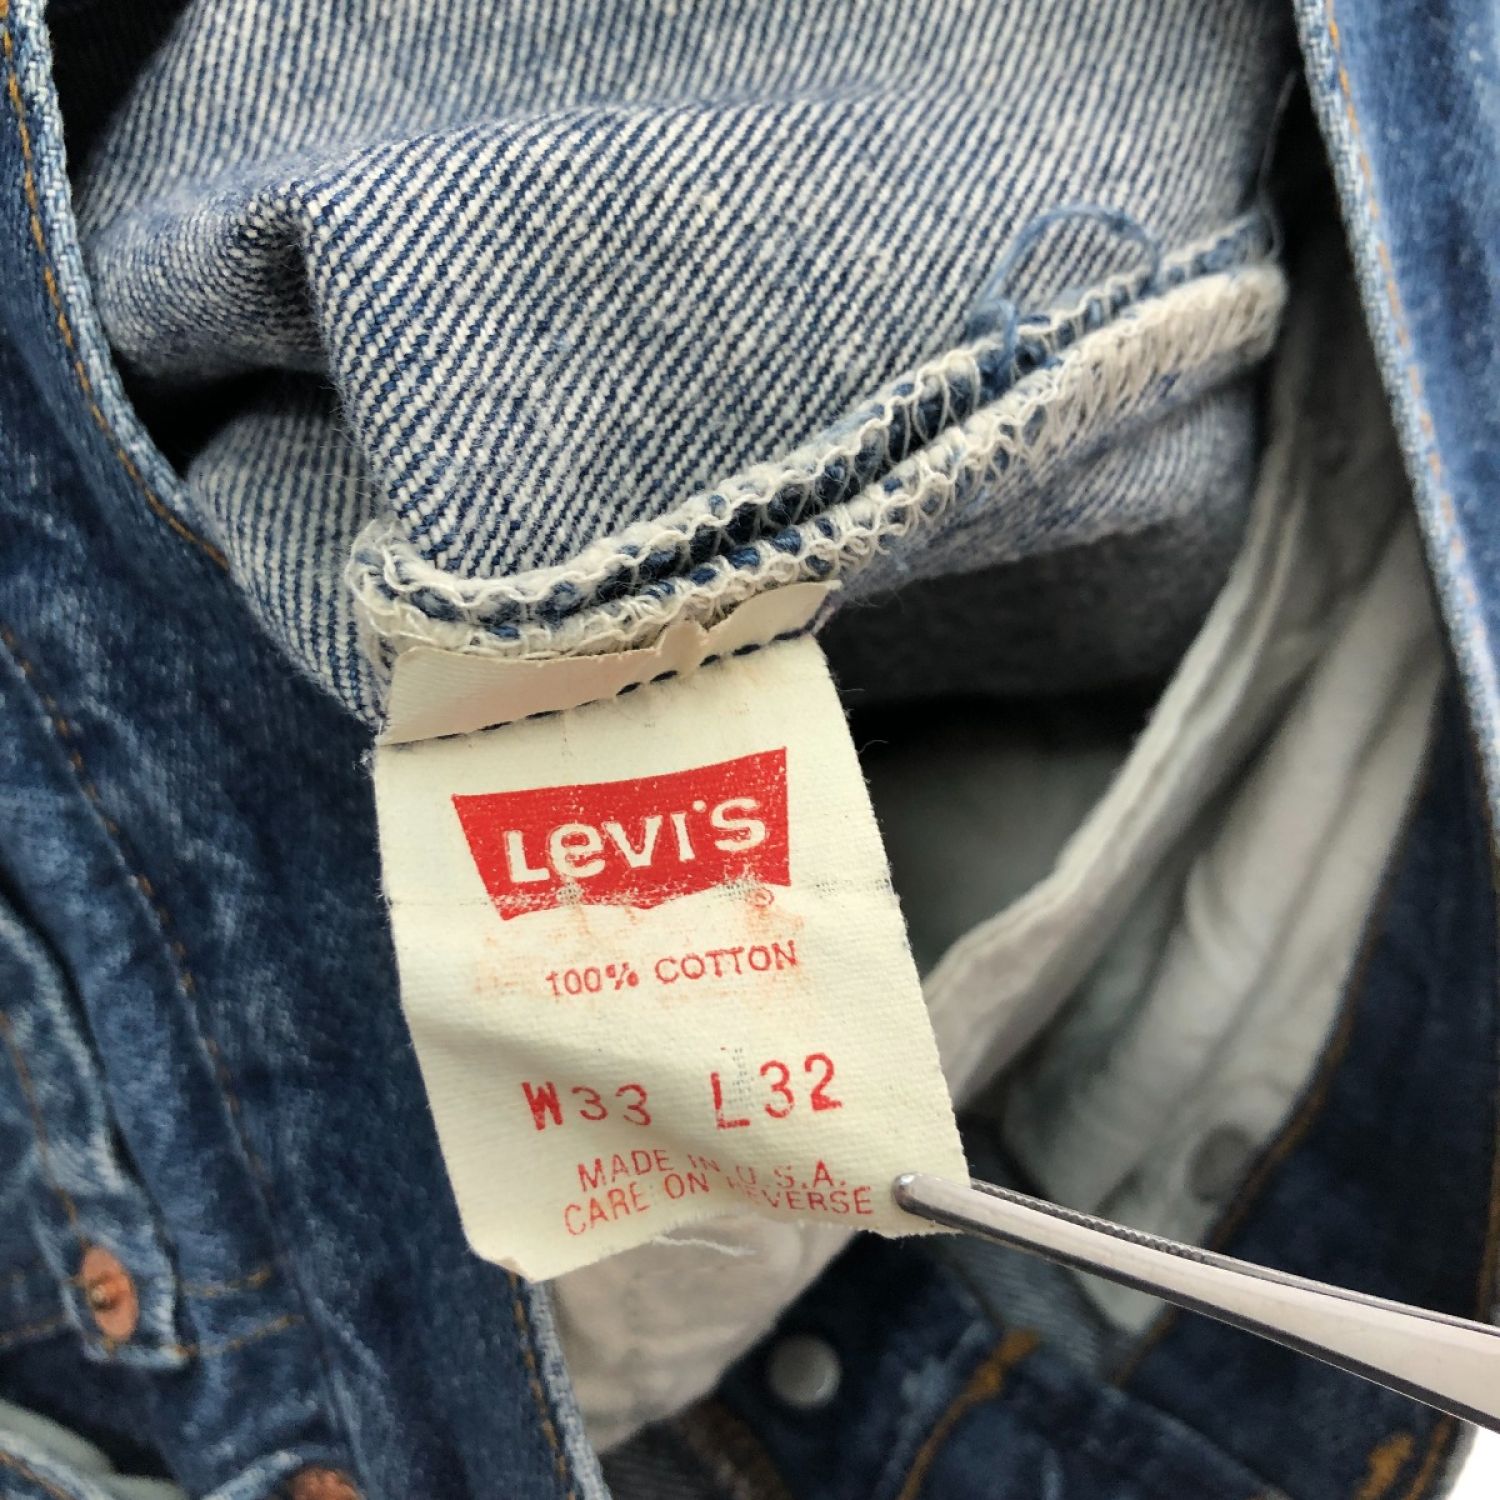 Levi's
®
100% COTTON
W33 L32
MADE IN U.S.A.
CARE ON REVERSE